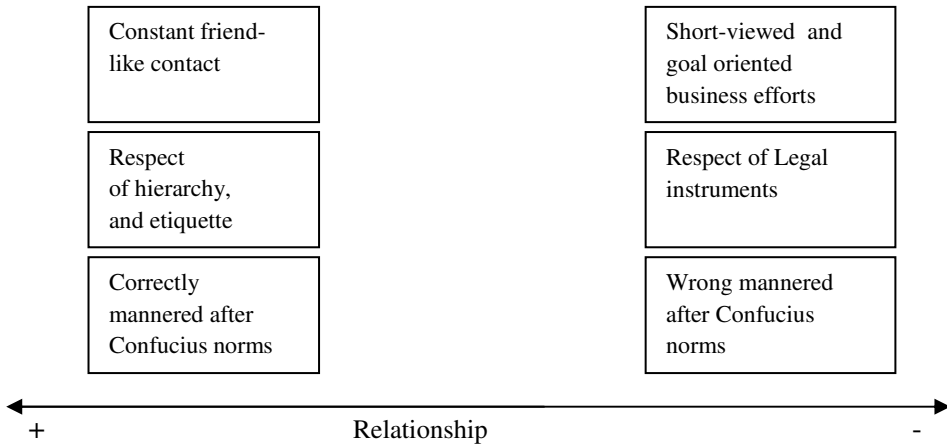 Constant friend-
like contact
Respect
of hierarchy,
and etiquette
Correctly
mannered after
Confucius norms
Short-viewed and
goal oriented
business efforts
Respect of Legal
instruments
Wrong mannered
after Confucius
norms
+ Relationship -